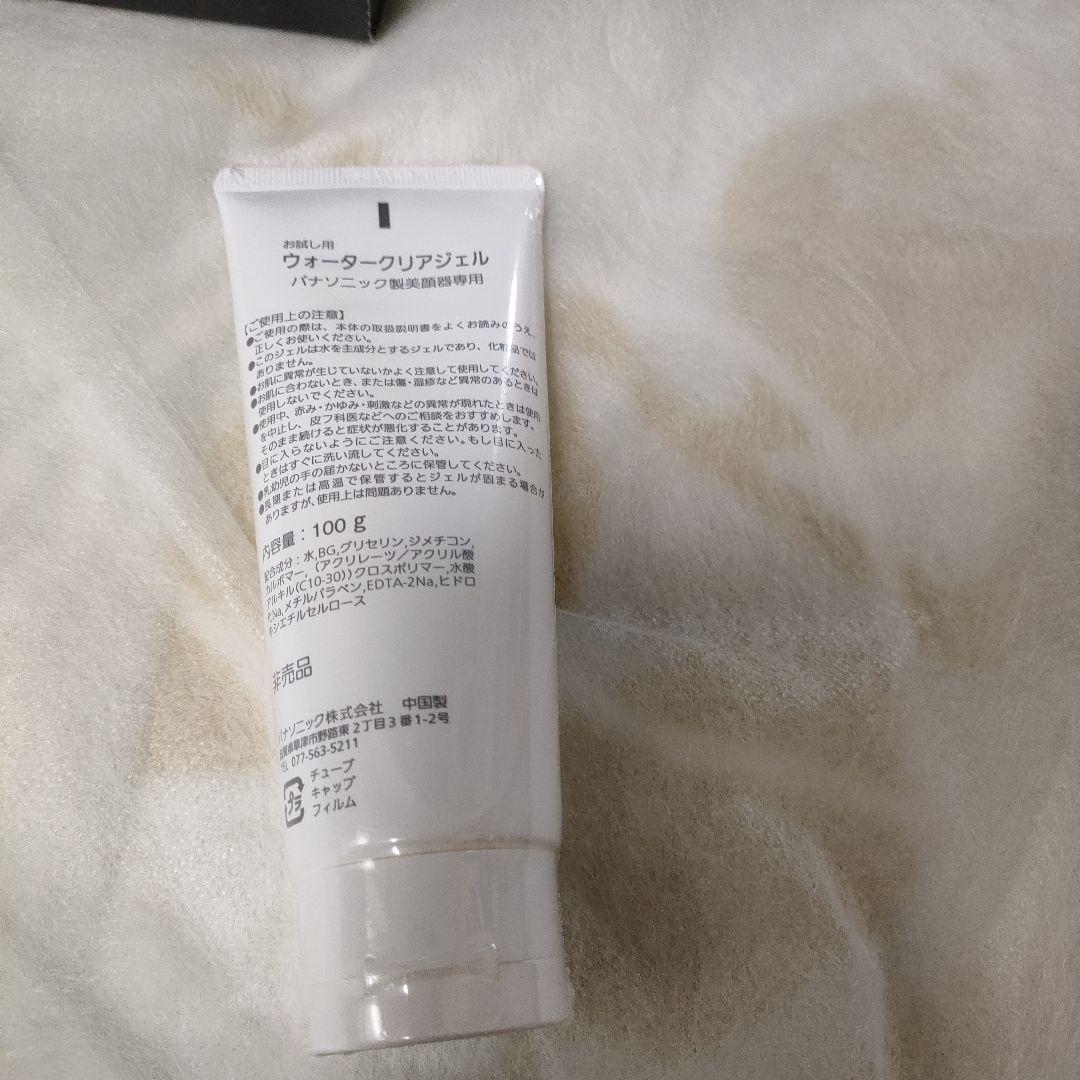 お試し用
ウォータークリアジェル
パナソニック製美顔器専用
【ご使用上の注意】
●ご使用の際は、本体の取扱説明書をよくお読みのうえ、
正しくお使いください。
●このジェルは水を主成分とするジェルであり、化粧品では
ありません。
●お肌に異常が生じていないかよく注意して使用してください。
●お肌に合わないとき、または傷・湿疹など異常のあるときは
使用しないでください。
●使用中、赤み・かゆみ・刺激などの異常が現れたときは使用
を中止し、皮フ科医などへのご相談をおすすめします。
そのまま続けると症状が悪化することがあります。
●目に入らないようにご注意ください。もし目に入った
ときはすぐに洗い流してください。
●乳幼児の手の届かないところに保管してください。
●長期または高温で保管するとジェルが固まる場合が
ありますが、使用上は問題ありません。
内容量：100 g
配合成分：水,BG,グリセリン,ジメチコン,
カルボマー,（アクリレーツ／アクリル酸
アルキル(C10-30)）クロスポリマー,水酸
化Na,メチルパラベン,EDTA-2Na,ヒドロ
キシエチルセルロース
非売品
パナソニック株式会社 中国製
滋賀県草津市野路東2丁目3番1-2号
TEL 077-563-5211
プラ
チューブ
キャップ
フィルム